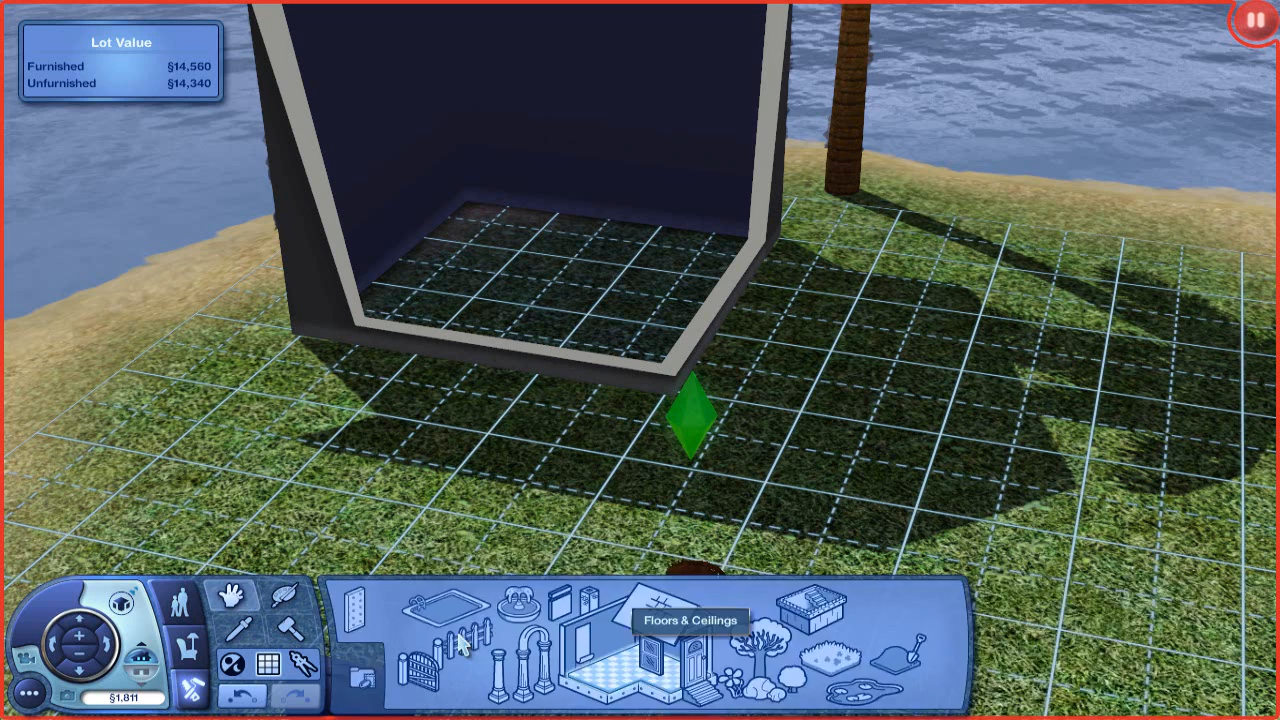 Lot Value
Furnished §14,560
Unfurnished §14,340
Floors & Ceilings
§1,811